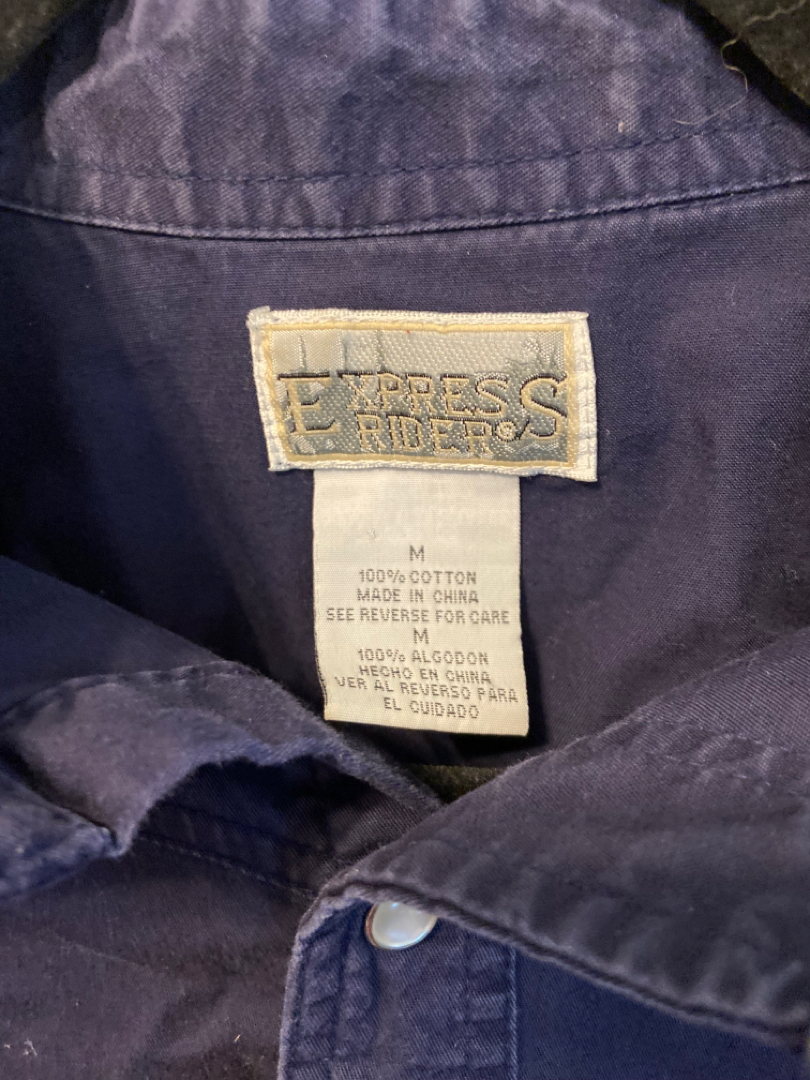 EXPRESS
RIDER®
M
100% COTTON
MADE IN CHINA
SEE REVERSE FOR CARE
M
100% ALGODON
HECHO EN CHINA
VER AL REVERSO PARA
EL CUIDADO